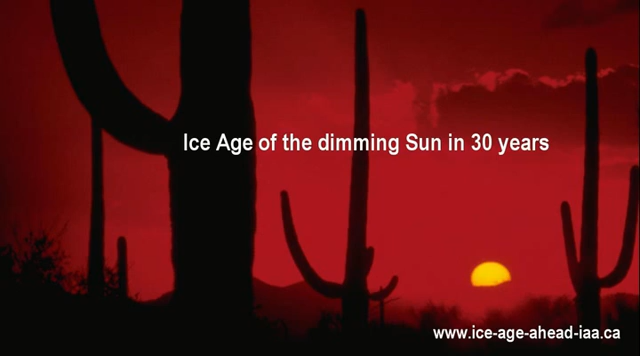 Ice Age of the dimming Sun in 30 years
www.ice-age-ahead-iaa.ca